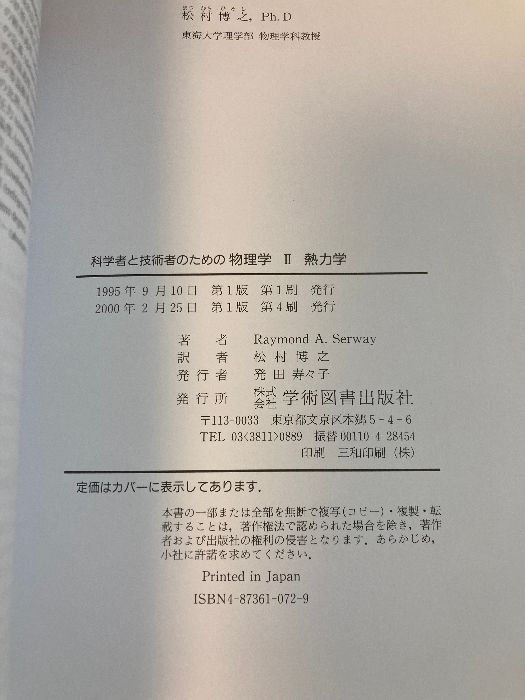 まつ むら ひろ し
松 村 博 之, Ph. D
東海大学理学部 物理学科教授
科学者と技術者のための 物理学 Ⅱ 熱力学
1995 年 9 月 10 日 第 1 版 第 1 刷 発行
2000 年 2 月 25 日 第 1 版 第 4 刷 発行
著 者 Raymond A. Serway
訳 者 松 村 博 之
発 行 者 発 田 寿々子
発 行 所 株式会社 学術図書出版社
〒113-0033 東京都文京区本郷 5-4-6
TEL 03<3811>0889 振替 00110-4-28454
印刷 三和印刷 (株)
定価はカバーに表示してあります.
本書の一部または全部を無断で複写(コピー)・複製・転
載することは, 著作権法で認められた場合を除き, 著作
者および出版社の権利の侵害となります. あらかじめ,
小社に許諾を求めてください.
Printed in Japan
ISBN4-87361-072-9